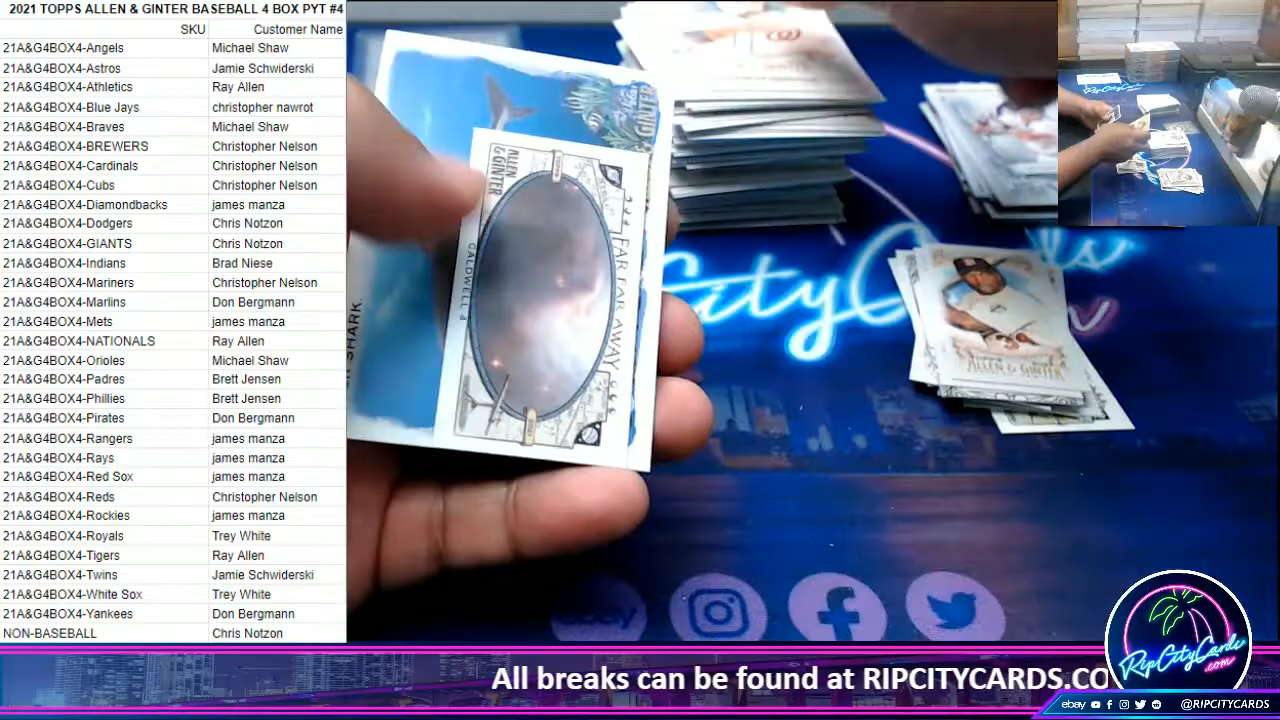 2021 TOPPS ALLEN & GINTER BASEBALL 4 BOX PYT #4
SKU Customer Name
21A&G4BOX4-Angels Michael Shaw
21A&G4BOX4-Astros Jamie Schwiderski
21A&G4BOX4-Athletics Ray Allen
21A&G4BOX4-Blue Jays christopher nawrot
21A&G4BOX4-Braves Michael Shaw
21A&G4BOX4-BREWERS Christopher Nelson
21A&G4BOX4-Cardinals Christopher Nelson
21A&G4BOX4-Cubs Christopher Nelson
21A&G4BOX4-Diamondbacks james manza
21A&G4BOX4-Dodgers Chris Notzon
21A&G4BOX4-GIANTS Chris Notzon
21A&G4BOX4-Indians Brad Niese
21A&G4BOX4-Mariners Christopher Nelson
21A&G4BOX4-Marlins Don Bergmann
21A&G4BOX4-Mets james manza
21A&G4BOX4-NATIONALS Ray Allen
21A&G4BOX4-Orioles Michael Shaw
21A&G4BOX4-Padres Brett Jensen
21A&G4BOX4-Phillies Brett Jensen
21A&G4BOX4-Pirates Don Bergmann
21A&G4BOX4-Rangers james manza
21A&G4BOX4-Rays james manza
21A&G4BOX4-Red Sox james manza
21A&G4BOX4-Reds Christopher Nelson
21A&G4BOX4-Rockies james manza
21A&G4BOX4-Royals Trey White
21A&G4BOX4-Tigers Ray Allen
21A&G4BOX4-Twins Jamie Schwiderski
21A&G4BOX4-White Sox Trey White
21A&G4BOX4-Yankees Don Bergmann
NON-BASEBALL Chris Notzon
ALLEN
& GINTER
FAR FAR AWAY
CALDWELL 4
SHARK
ALLEN & GINTER
ebay
All breaks can be found at RIPCITYCARDS.CO
RipCityCards
.com
ebay @RIPCITYCARDS